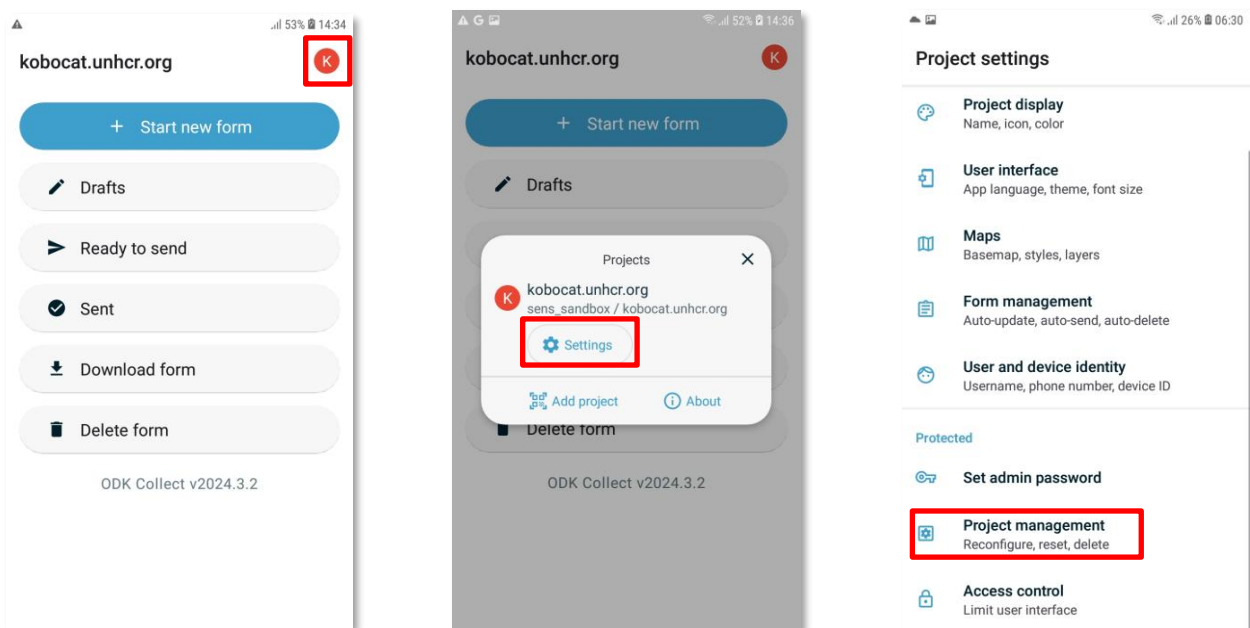 53% 14:34
kobocat.unhcr.org
K
+ Start new form
Drafts
Ready to send
Sent
Download form
Delete form
ODK Collect v2024.3.2
G 52% 14:36
kobocat.unhcr.org
K
+ Start new form
Drafts
Projects
K
kobocat.unhcr.org
sens_sandbox / kobocat.unhcr.org
Settings
Add project
About
Delete form
ODK Collect v2024.3.2
26% 06:30
Project settings
Project display
Name, icon, color
User interface
App language, theme, font size
Maps
Basemap, styles, layers
Form management
Auto-update, auto-send, auto-delete
User and device identity
Username, phone number, device ID
Protected
Set admin password
Project management
Reconfigure, reset, delete
Access control
Limit user interface